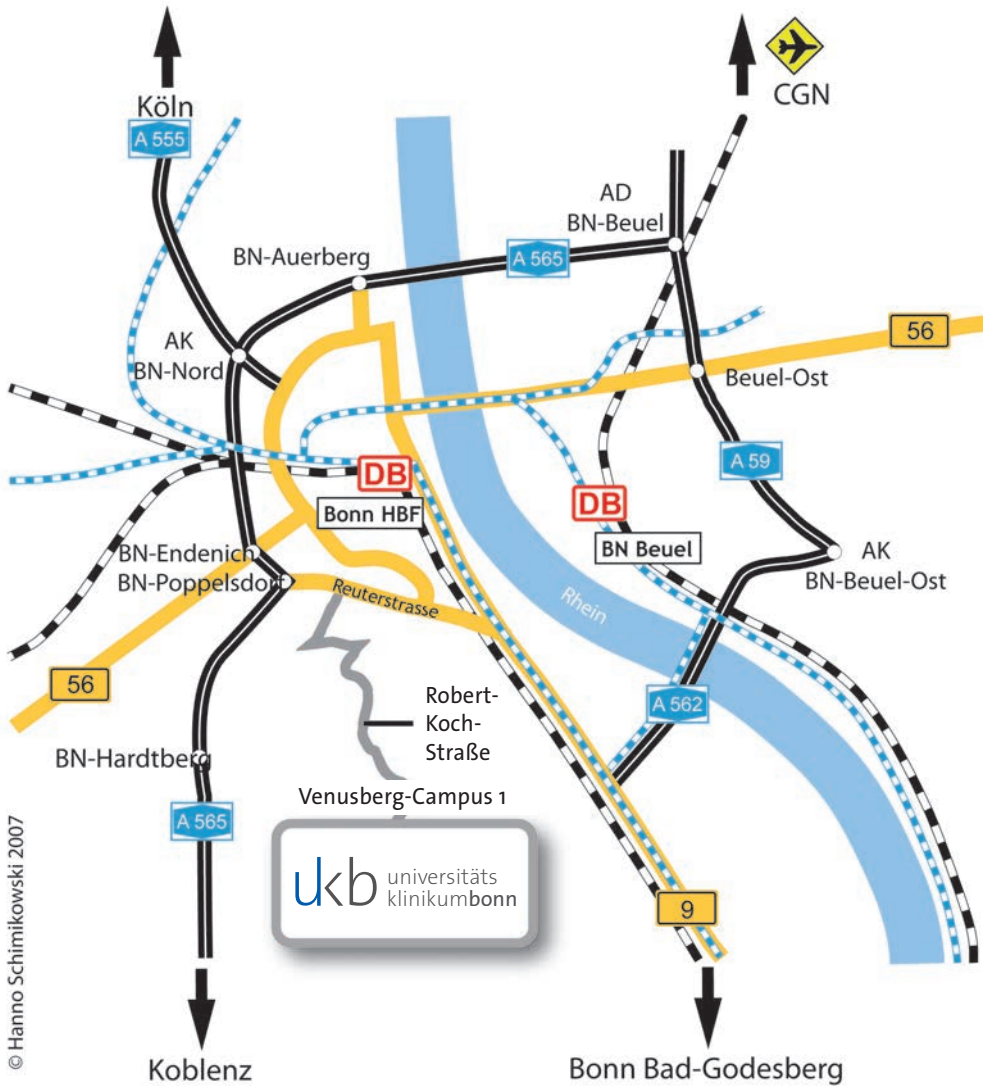 Köln
A 555
CGN
AD
BN-Beuel
BN-Auerberg
A 565
AK
BN-Nord
56
Beuel-Ost
A 59
DB
Bonn HBF
DB
BN Beuel
AK
BN-Beuel-Ost
BN-Endenich
BN-Poppelsdorf
Reuterstrasse
Rhein
56
Robert-
Koch-
Straße
A 562
BN-Hardtberg
Venusberg-Campus 1
A 565
ukb universitäts
klinikumbonn
9
© Hanno Schimikowski 2007
Koblenz
Bonn Bad-Godesberg